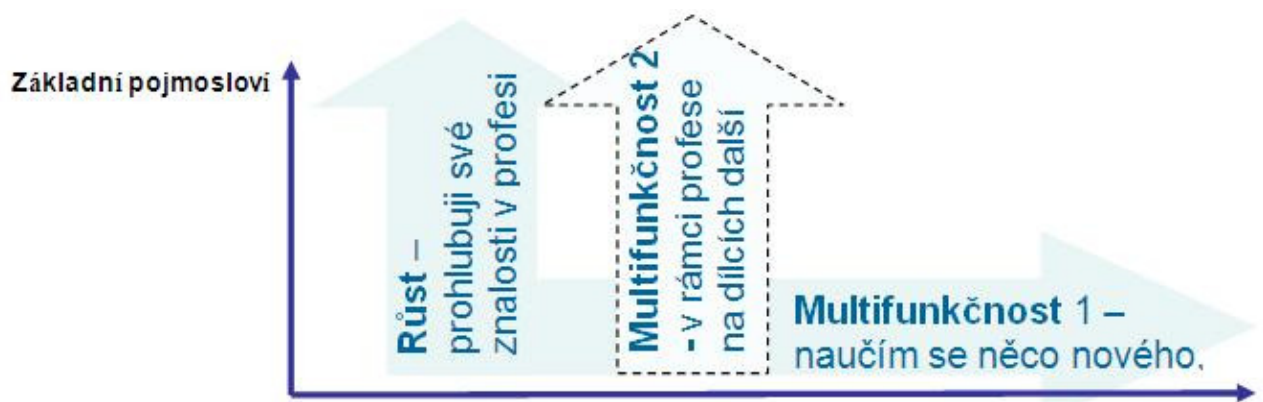 Základní pojmosloví
Růst –
prohlubuji své
znalosti v profesi
Multifunkčnost 2
- v rámci profese
na dílcích další
Multifunkčnost 1 –
naučím se něco nového,